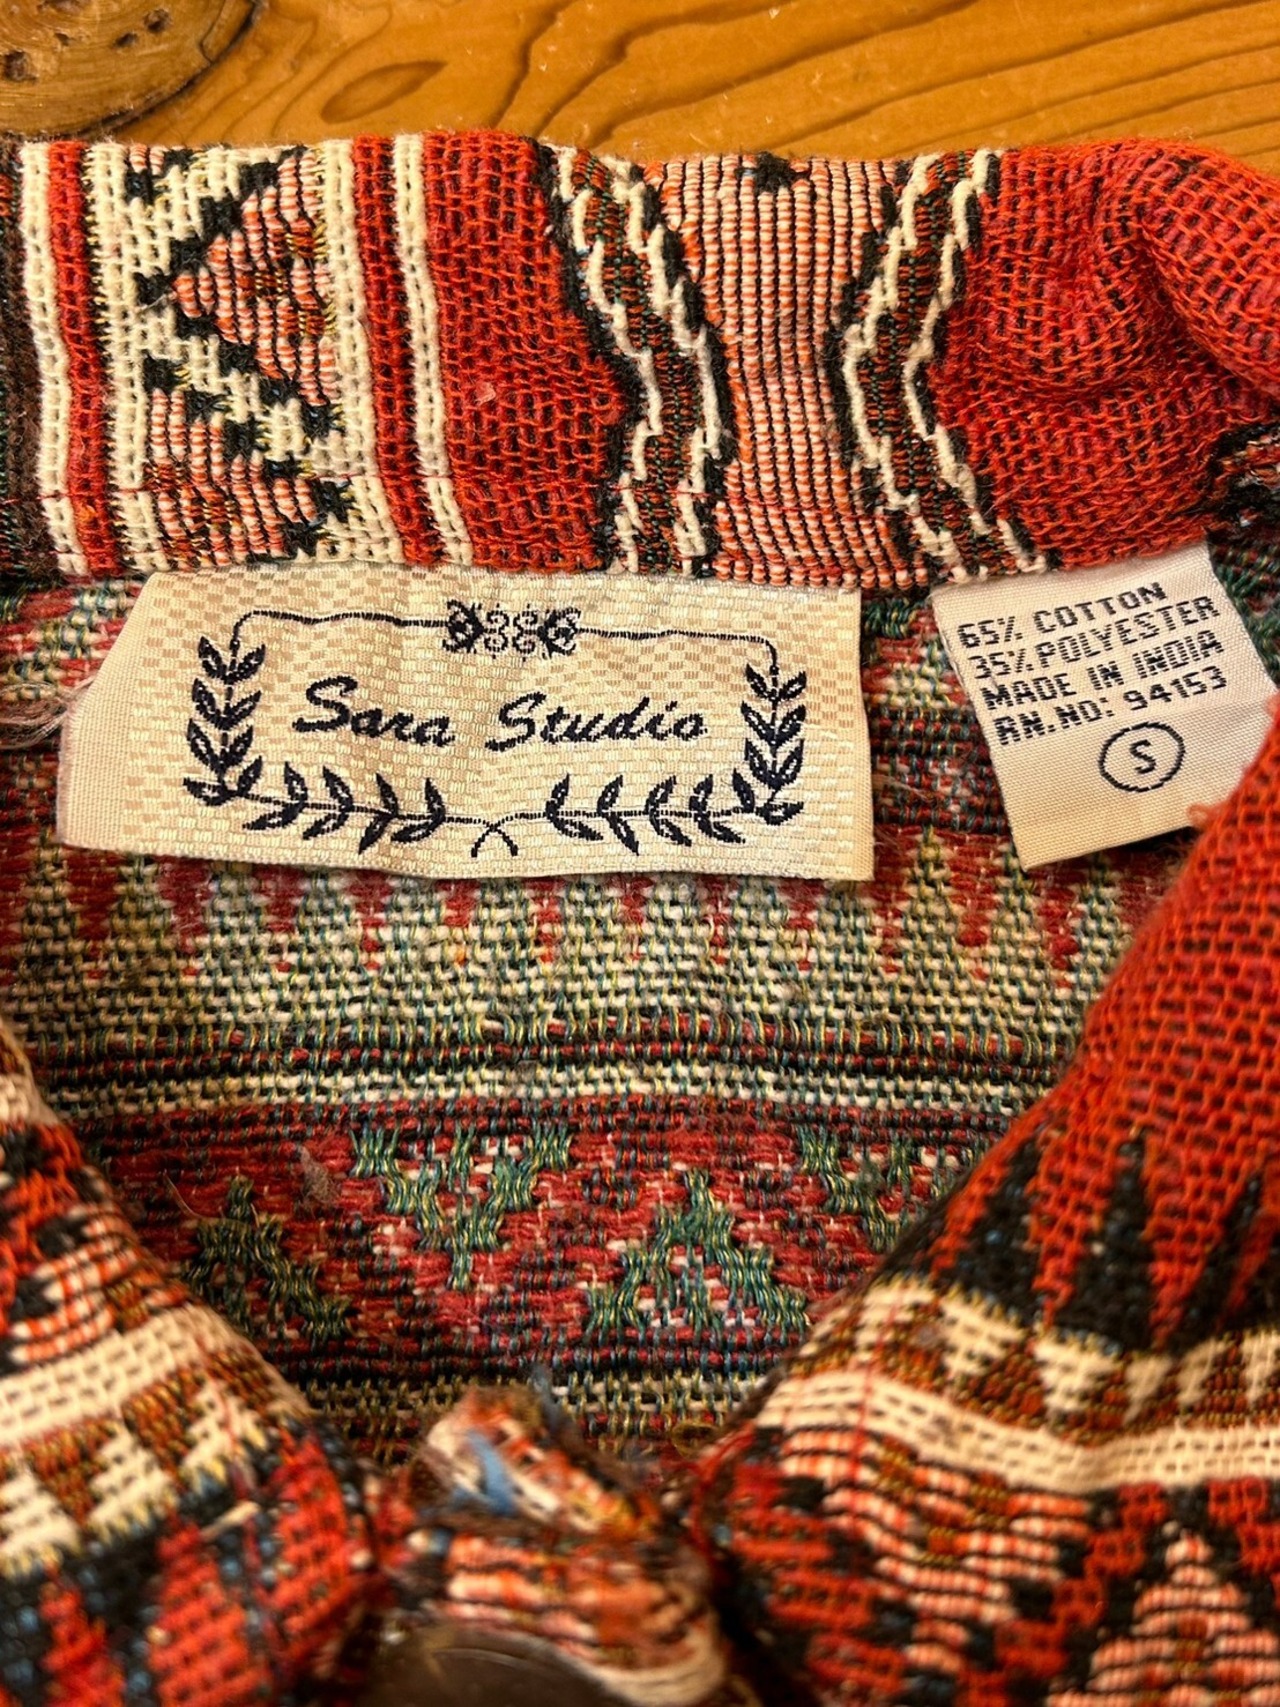 Sara Studio
65% COTTON
35% POLYESTER
MADE IN INDIA
RN.NO: 94153
S